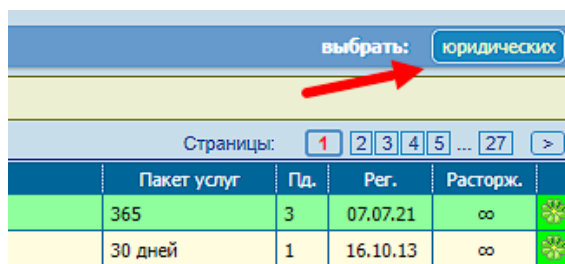 выбрать: юридических
Страницы: 1 2 3 4 5 ... 27 >
Пакет услуг Пд. Рег. Расторж.
365 3 07.07.21 ∞
30 дней 1 16.10.13 ∞